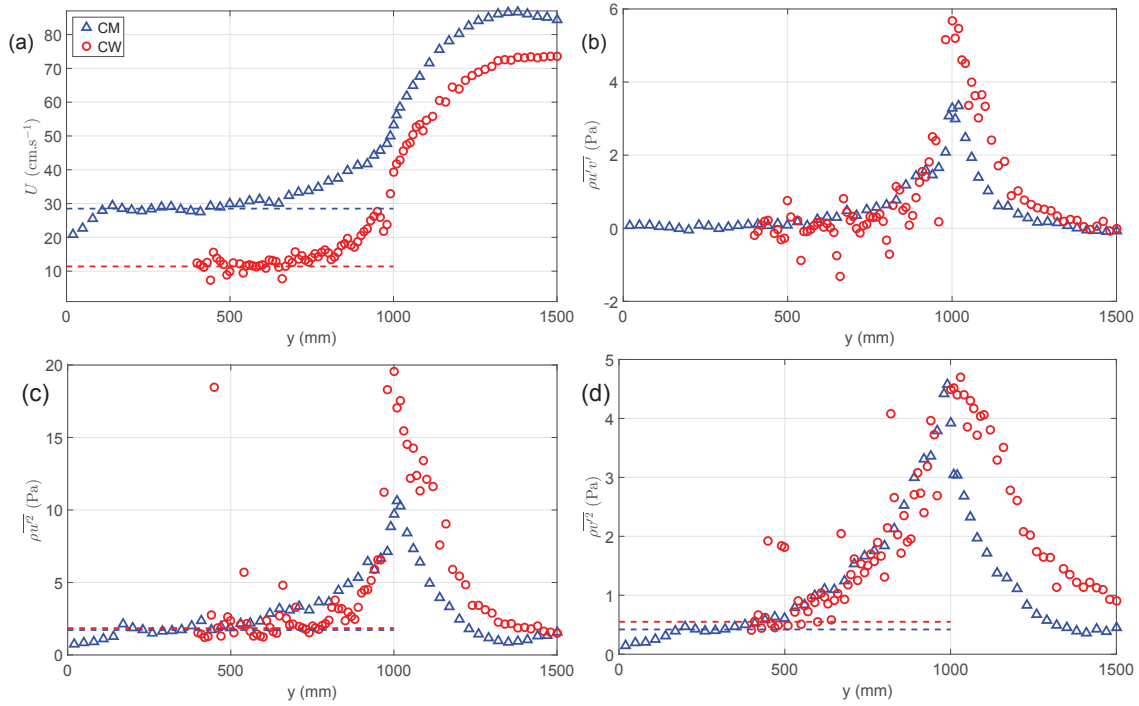 (a)
CM
CW
80
70
60
50
40
30
20
10
U (cm.s⁻¹)
0 500 1000 1500
y (mm)
(b)
6
4
2
0
-2
ρu′v′ (Pa)
0 500 1000 1500
y (mm)
(c)
20
15
10
5
0
ρu′² (Pa)
0 500 1000 1500
y (mm)
(d)
5
4
3
2
1
0
ρv′² (Pa)
0 500 1000 1500
y (mm)